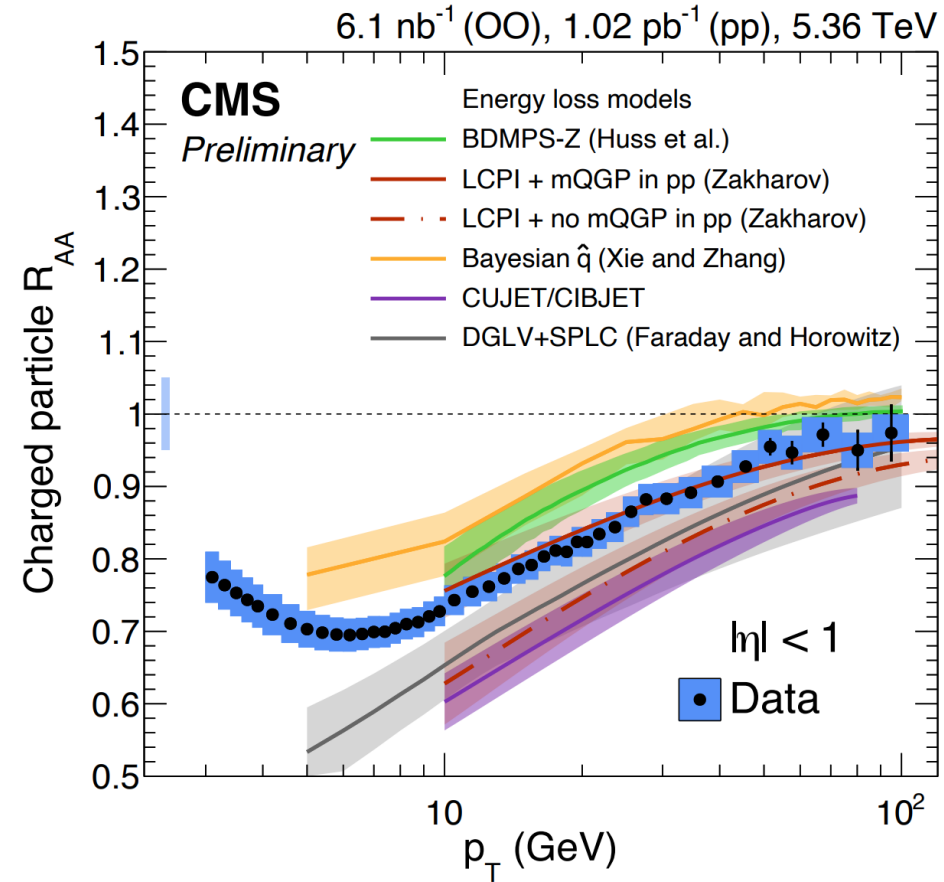 6.1 nb⁻¹ (OO), 1.02 pb⁻¹ (pp), 5.36 TeV
CMS
Preliminary
Energy loss models
BDMPS-Z (Huss et al.)
LCPI + mQGP in pp (Zakharov)
LCPI + no mQGP in pp (Zakharov)
Bayesian q̂ (Xie and Zhang)
CUJET/CIBJET
DGLV+SPLC (Faraday and Horowitz)
|η| < 1
Data
Charged particle R_AA
1.5
1.4
1.3
1.2
1.1
1
0.9
0.8
0.7
0.6
0.5
10
10²
p_T (GeV)